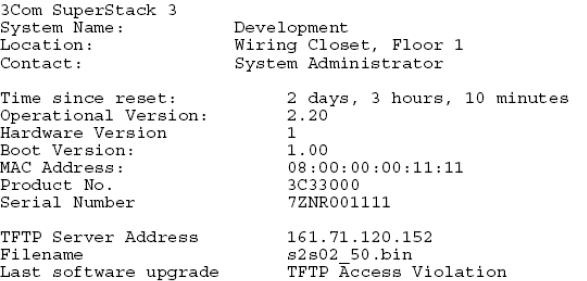 3Com SuperStack 3
System Name: Development
Location: Wiring Closet, Floor 1
Contact: System Administrator
Time since reset: 2 days, 3 hours, 10 minutes
Operational Version: 2.20
Hardware Version 1
Boot Version: 1.00
MAC Address: 08:00:00:00:11:11
Product No. 3C33000
Serial Number 7ZNR001111
TFTP Server Address 161.71.120.152
Filename s2s02_50.bin
Last software upgrade TFTP Access Violation